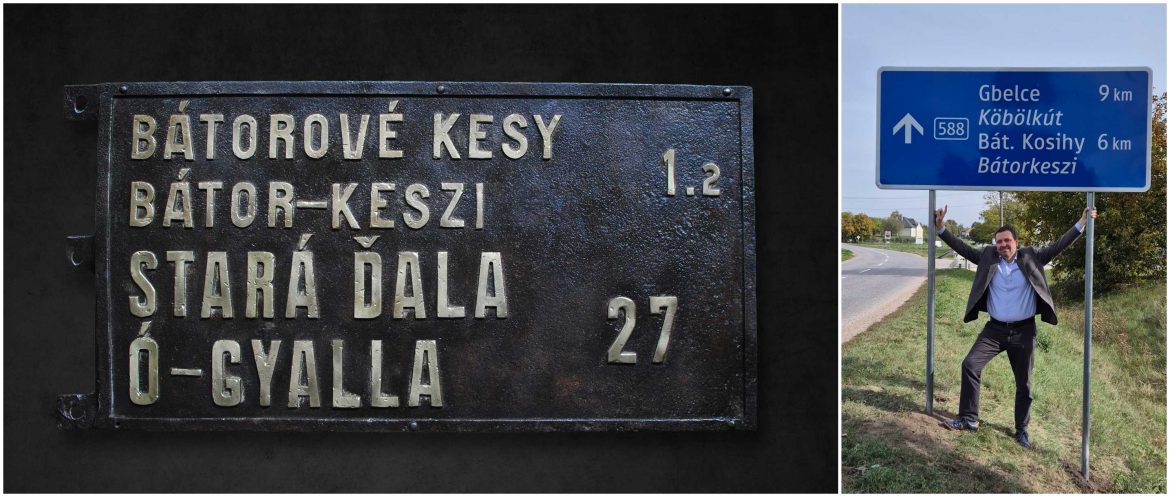 BÁTOROVÉ KESY
BÁTOR-KESZI 1.2
STARÁ ĎALA
Ó-GYALLA 27
588
Gbelce 9 km
Köbölkút
Bát. Kosihy 6 km
Bátorkeszi